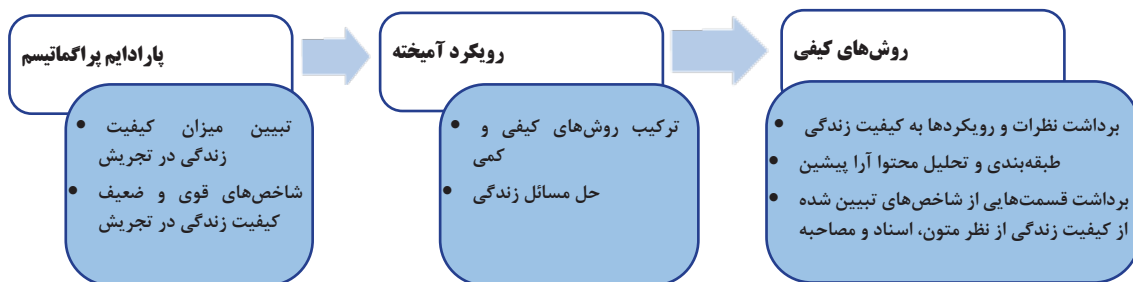 پارادایم پراگماتیسم
• تبیین میزان کیفیت
زندگی در تجریش
• شاخص‌های قوی و ضعیف
کیفیت زندگی در تجریش
رویکرد آمیخته
• ترکیب روش‌های کیفی و
کمی
• حل مسائل زندگی
روش‌های کیفی
• برداشت نظرات و رویکردها به کیفیت زندگی
• طبقه‌بندی و تحلیل محتوا آرا پیشین
• برداشت قسمت‌هایی از شاخص‌های تبیین شده
از کیفیت زندگی از نظر متون، اسناد و مصاحبه